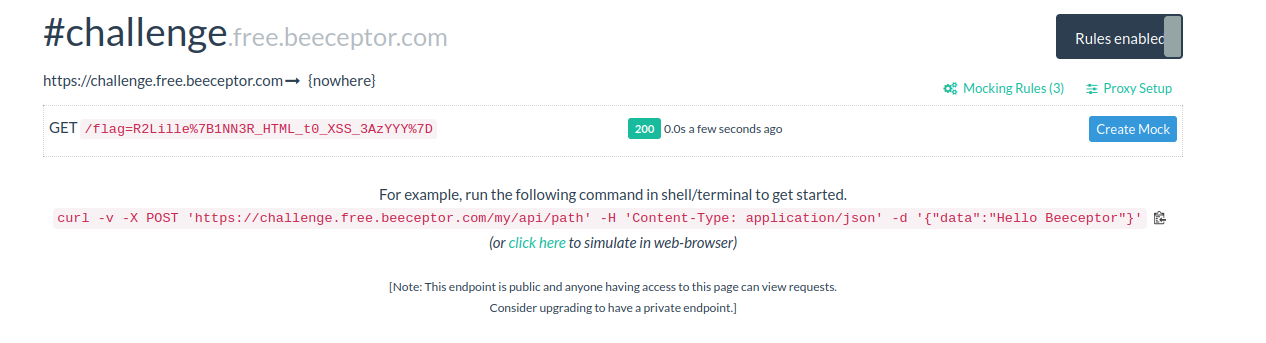 #challenge.free.beeceptor.com
Rules enabled
https://challenge.free.beeceptor.com → {nowhere}
Mocking Rules (3) Proxy Setup
GET /flag=R2Lille%7B1NN3R_HTML_t0_XSS_3AzYYY%7D 200 0.0s a few seconds ago Create Mock
For example, run the following command in shell/terminal to get started.
curl -v -X POST 'https://challenge.free.beeceptor.com/my/api/path' -H 'Content-Type: application/json' -d '{"data":"Hello Beeceptor"}'
(or click here to simulate in web-browser)
[Note: This endpoint is public and anyone having access to this page can view requests.
Consider upgrading to have a private endpoint.]